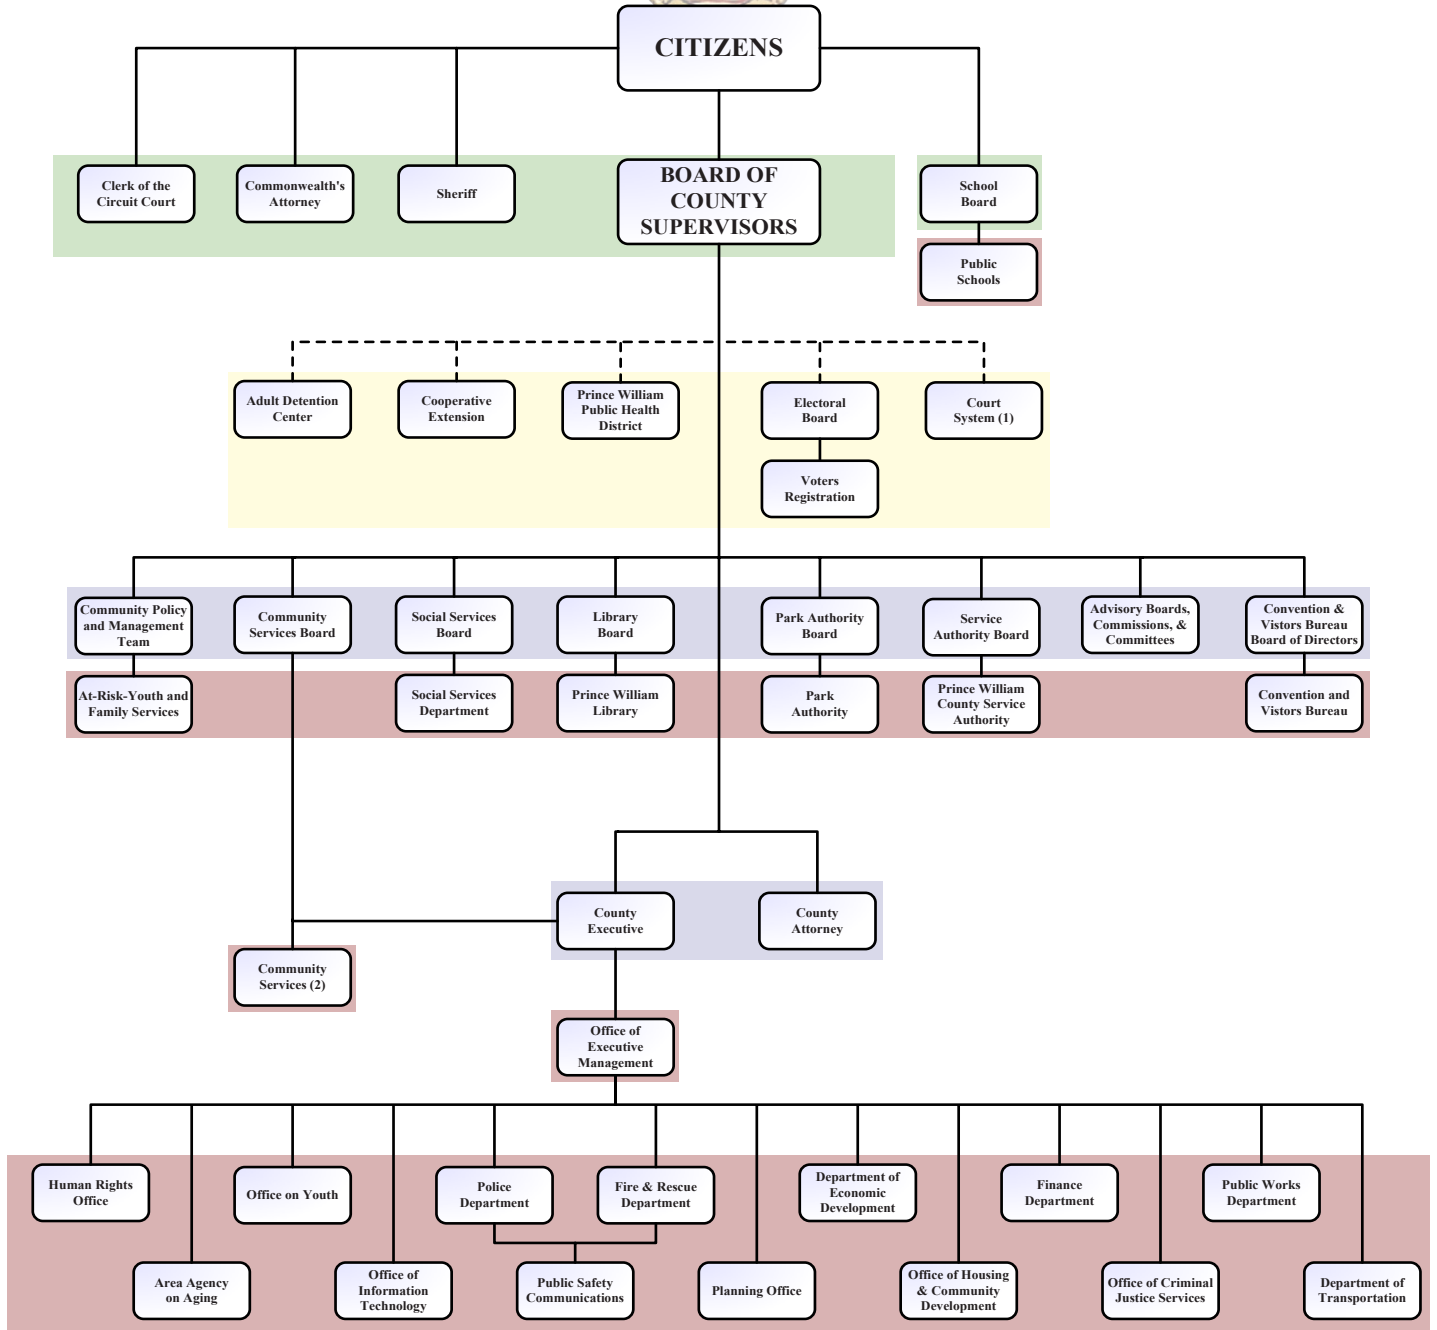 CITIZENS
Clerk of the
Circuit Court
Commonwealth's
Attorney
Sheriff
BOARD OF
COUNTY
SUPERVISORS
School
Board
Public
Schools
Adult Detention
Center
Cooperative
Extension
Prince William
Public Health
District
Electoral
Board
Court
System (1)
Voters
Registration
Community Policy
and Management
Team
Community
Services Board
Social Services
Board
Library
Board
Park Authority
Board
Service
Authority Board
Advisory Boards,
Commissions, &
Committees
Convention &
Vistors Bureau
Board of Directors
At-Risk-Youth and
Family Services
Social Services
Department
Prince William
Library
Park
Authority
Prince William
County Service
Authority
Convention and
Vistors Bureau
County
Executive
County
Attorney
Community
Services (2)
Office of
Executive
Management
Human Rights
Office
Office on Youth
Police
Department
Fire & Rescue
Department
Department of
Economic
Development
Finance
Department
Public Works
Department
Area Agency
on Aging
Office of
Information
Technology
Public Safety
Communications
Planning Office
Office of Housing
& Community
Development
Office of Criminal
Justice Services
Department of
Transportation